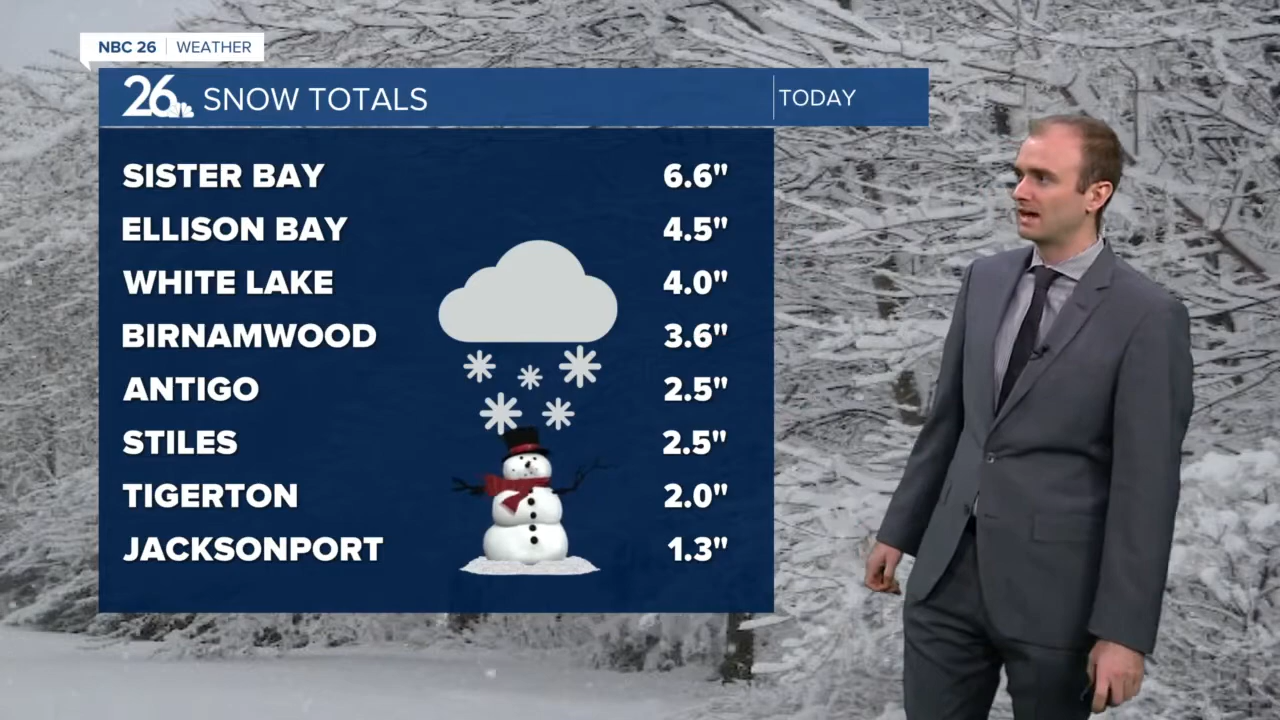 NBC 26 | WEATHER
26 SNOW TOTALS
TODAY
SISTER BAY 6.6"
ELLISON BAY 4.5"
WHITE LAKE 4.0"
BIRNAMWOOD 3.6"
ANTIGO 2.5"
STILES 2.5"
TIGERTON 2.0"
JACKSONPORT 1.3"